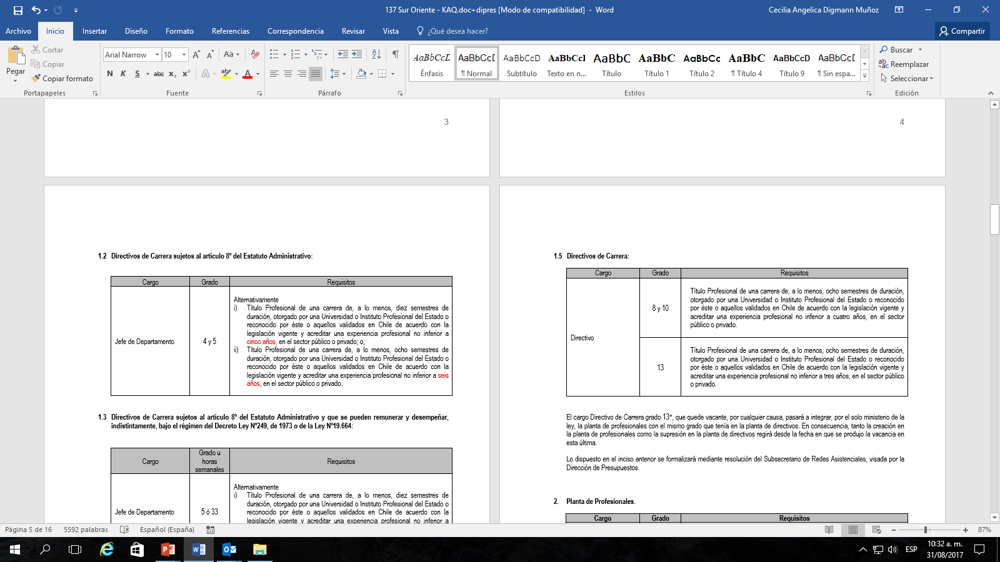 137 Sur Oriente - KAQ.doc+dipres [Modo de compatibilidad] - Word
Cecilia Angelica Digmann Muñoz
Archivo Inicio Insertar Diseño Formato Referencias Correspondencia Revisar Vista ¿Qué desea hacer? Compartir
Pegar
Cortar
Copiar
Copiar formato
Portapapeles
Arial Narrow 10
N K S abc x₂ x² A ab A
Fuente
Párrafo
AaBbCcD AaBbCcD AaBbCcD AaBbCcI AaBbC AaBbC AaBbCc AaBbC AaBbCcD AaBbCcD
Énfasis ¶ Normal Subtítulo Texto en n... Título Título 1 Título 2 ¶ Título 4 Título 9 ¶ Sin espa...
Estilos
Buscar
Reemplazar
Seleccionar
Edición
3
4
1.2 Directivos de Carrera sujetos al artículo 8º del Estatuto Administrativo:
Cargo Grado Requisitos
Jefe de Departamento
4 y 5
Alternativamente
i) Título Profesional de una carrera de, a lo menos, diez semestres de
duración, otorgado por una Universidad o Instituto Profesional del Estado o
reconocido por éste o aquellos validados en Chile de acuerdo con la
legislación vigente y acreditar una experiencia profesional no inferior a
cinco años, en el sector público o privado; o,
ii) Título Profesional de una carrera de, a lo menos, ocho semestres de
duración, otorgado por una Universidad o Instituto Profesional del Estado o
reconocido por éste o aquellos validados en Chile de acuerdo con la
legislación vigente y acreditar una experiencia profesional no inferior a seis
años, en el sector público o privado.
1.3 Directivos de Carrera sujetos al artículo 8º del Estatuto Administrativo y que se pueden remunerar y desempeñar,
indistintamente, bajo el régimen del Decreto Ley Nº249, de 1973 o de la Ley Nº19.664:
Cargo
Grado u
horas
semanales
Requisitos
Jefe de Departamento
5 ó 33
Alternativamente
i) Título Profesional de una carrera de, a lo menos, diez semestres de
duración, otorgado por una Universidad o Instituto Profesional del Estado o
reconocido por éste o aquellos validados en Chile de acuerdo con la
legislación vigente y acreditar una experiencia profesional no inferior a
1.5 Directivos de Carrera:
Cargo Grado Requisitos
Directivo
8 y 10
Título Profesional de una carrera de, a lo menos, ocho semestres de duración,
otorgado por una Universidad o Instituto Profesional del Estado o reconocido
por éste o aquellos validados en Chile de acuerdo con la legislación vigente y
acreditar una experiencia profesional no inferior a cuatro años, en el sector
público o privado.
13
Título Profesional de una carrera de, a lo menos, ocho semestres de duración,
otorgado por una Universidad o Instituto Profesional del Estado o reconocido
por éste o aquellos validados en Chile de acuerdo con la legislación vigente y
acreditar una experiencia profesional no inferior a tres años, en el sector público
o privado.
El cargo Directivo de Carrera grado 13°, que quede vacante, por cualquier causa, pasará a integrar, por el solo ministerio de la
ley, la planta de profesionales con el mismo grado que tenía en la planta de directivos. En consecuencia, tanto la creación en
la planta de profesionales como la supresión en la planta de directivos regirá desde la fecha en que se produjo la vacancia en
esta última.
Lo dispuesto en el inciso anterior se formalizará mediante resolución del Subsecretario de Redes Asistenciales, visada por la
Dirección de Presupuestos.
2. Planta de Profesionales.
Cargo Grado Requisitos
Página 5 de 16 5592 palabras Español (España) 87%
ESP
10:32 a. m.
31/08/2017